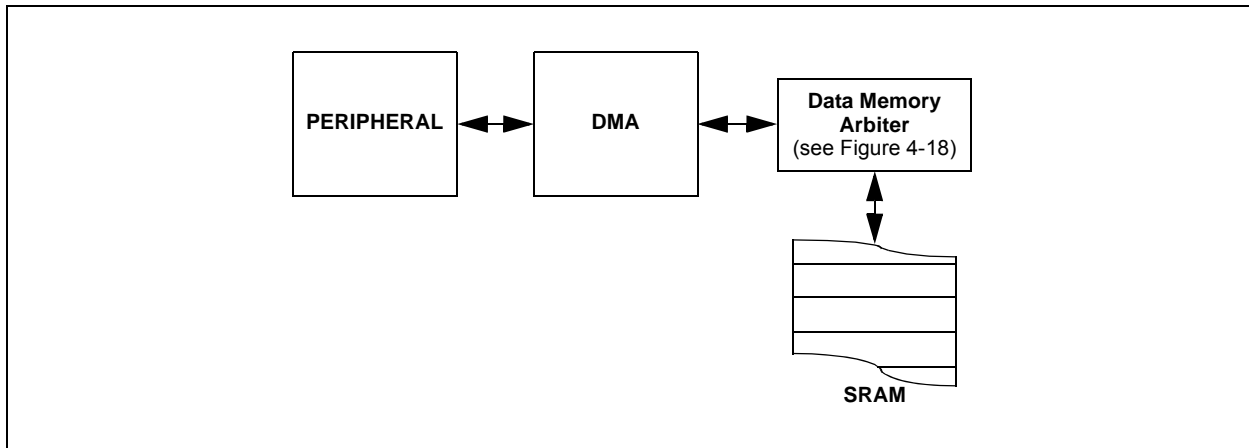 PERIPHERAL
DMA
Data Memory
Arbiter
(see Figure 4-18)
SRAM